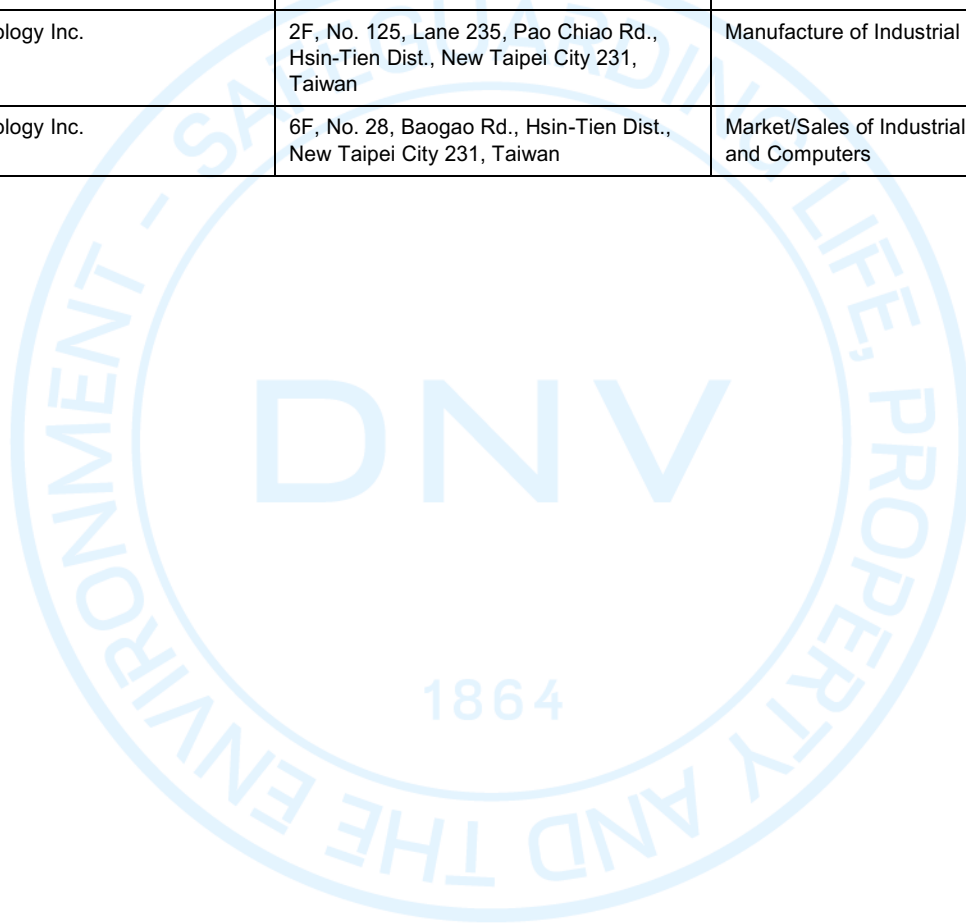 ology Inc.
2F, No. 125, Lane 235, Pao Chiao Rd.,
Hsin-Tien Dist., New Taipei City 231,
Taiwan
Manufacture of Industrial
ology Inc.
6F, No. 28, Baogao Rd., Hsin-Tien Dist.,
New Taipei City 231, Taiwan
Market/Sales of Industrial
and Computers
SAFEGUARDING LIFE, PROPERTY AND THE ENVIRONMENT -
DNV
1864